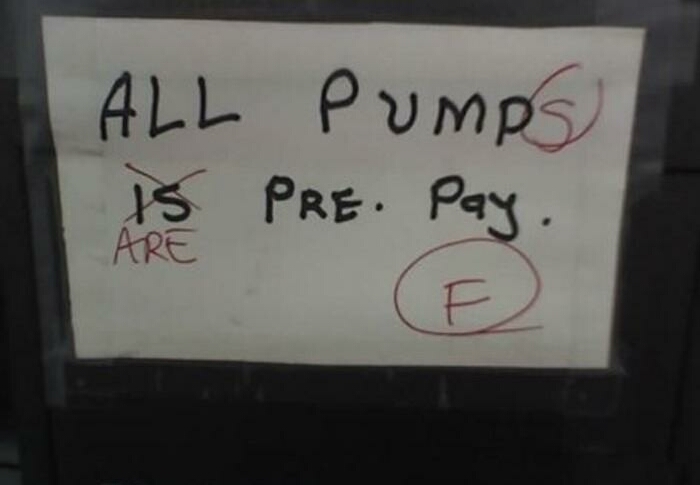 ALL PUMPS
IS PRE. Pay.
ARE
F